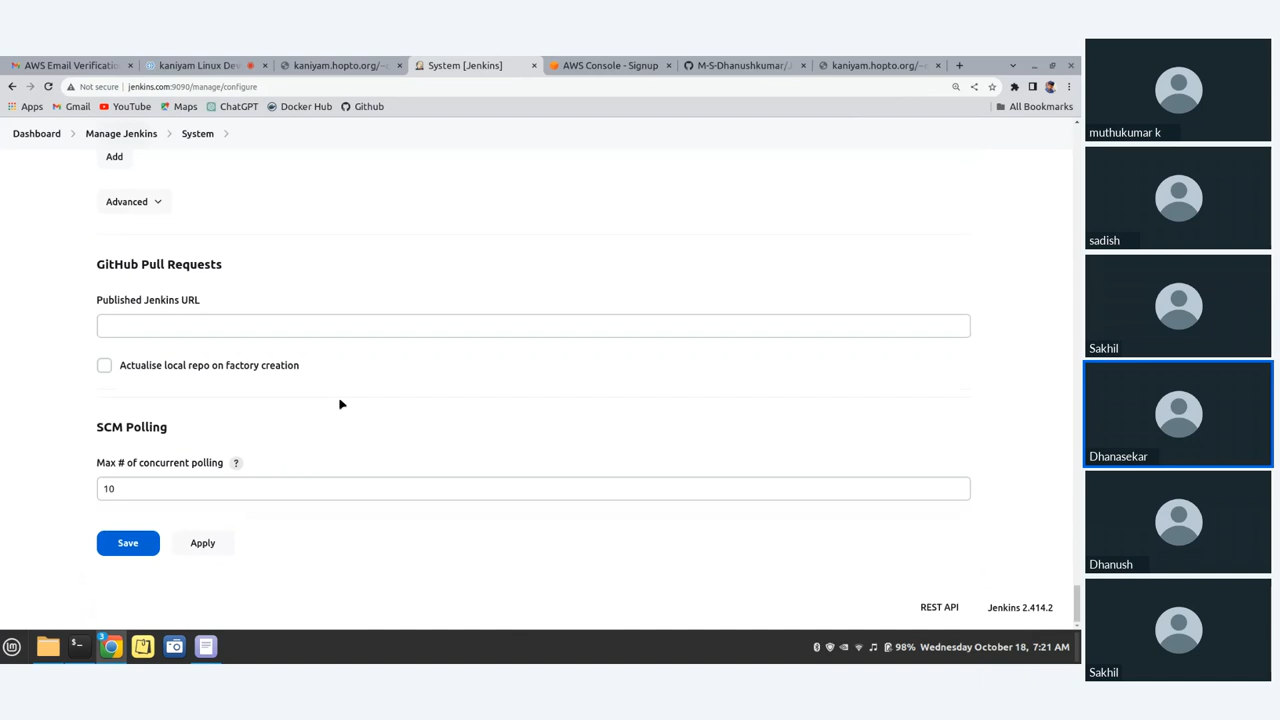 AWS Email Verificatio
kaniyam Linux Dev
kaniyam.hopto.org/~
System [Jenkins]
AWS Console - Signup
M-S-Dhanushkumar/J
kaniyam.hopto.org/~
Not secure jenkins.com:9090/manage/configure
Apps Gmail YouTube Maps ChatGPT Docker Hub Github All Bookmarks
Dashboard Manage Jenkins System
Add
Advanced
GitHub Pull Requests
Published Jenkins URL
Actualise local repo on factory creation
SCM Polling
Max # of concurrent polling ?
10
Save Apply
REST API Jenkins 2.414.2
3
98% Wednesday October 18, 7:21 AM
muthukumar k
sadish
Sakhil
Dhanasekar
Dhanush
Sakhil